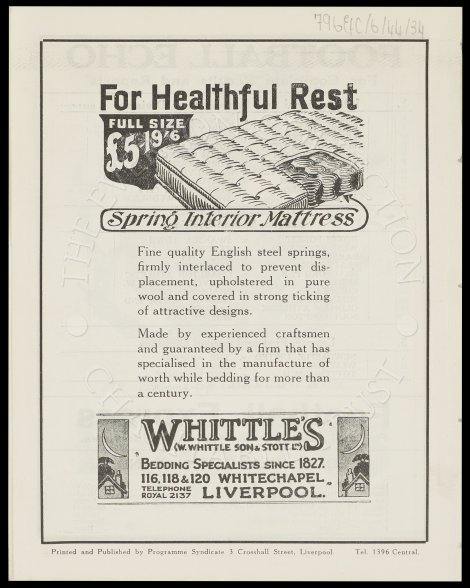 796EFC/6/44/34
For Healthful Rest
FULL SIZE
£5-19'6
Spring Interior Mattress
Fine quality English steel springs,
firmly interlaced to prevent dis-
placement, upholstered in pure
wool and covered in strong ticking
of attractive designs.
Made by experienced craftsmen
and guaranteed by a firm that has
specialised in the manufacture of
worth while bedding for more than
a century.
WHITTLE'S
(W. WHITTLE SON & STOTT LTD)
BEDDING SPECIALISTS SINCE 1827.
116, 118 & 120 WHITECHAPEL
TELEPHONE
ROYAL 2137
LIVERPOOL.
Printed and Published by Programme Syndicate 3 Crosshall Street, Liverpool. Tel. 1396 Central.